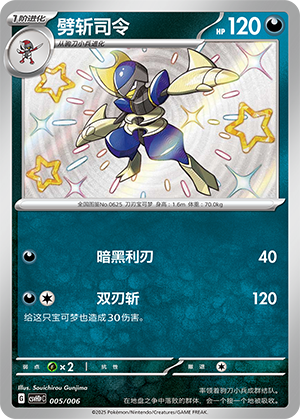 1阶进化
劈斩司令
HP 120
从驹刀小兵进化
全国图鉴No.0625 刀刃宝可梦 身高：1.6m 体重：70.0kg
暗黑利刃 40
双刃斩 120
给这只宝可梦也造成30伤害。
弱点 ×2 抗性 撤退
Illus. Souichirou Gunjima
G 005/006
率领着驹刀小兵成群结队。
在地盘之争中落败的群体，会一个接一个地被吸收。
©2025 Pokémon/Nintendo/Creatures/GAME FREAK.